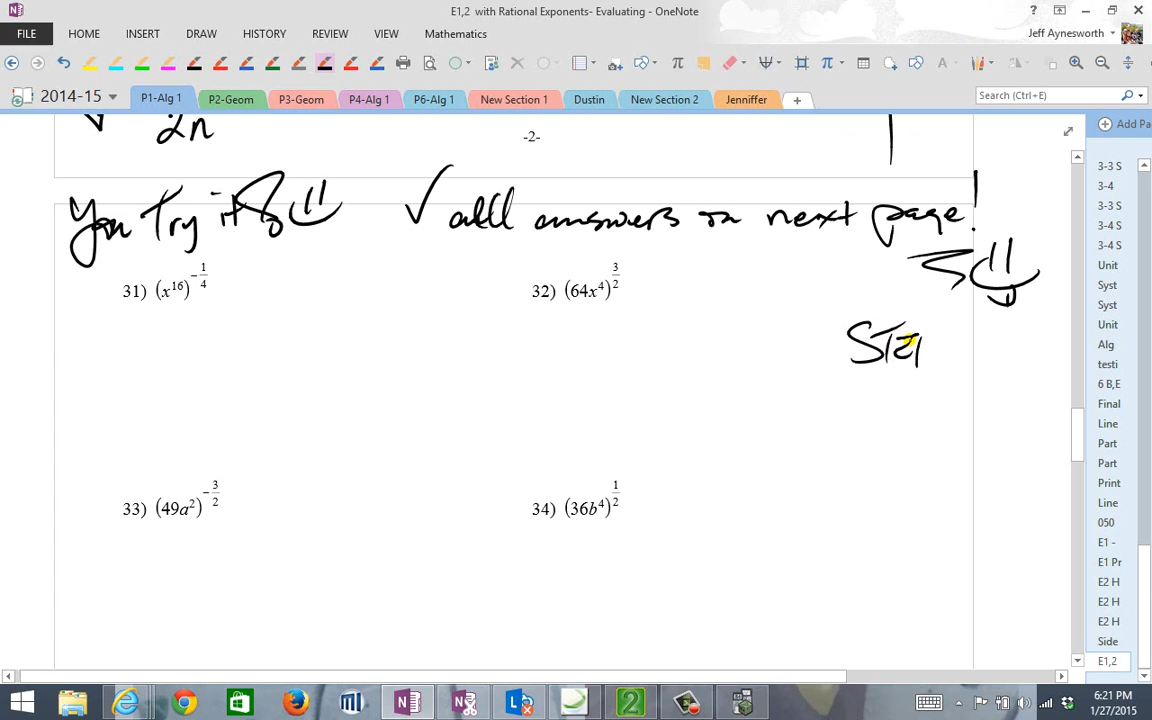 E1,2 with Rational Exponents- Evaluating - OneNote
FILE HOME INSERT DRAW HISTORY REVIEW VIEW Mathematics
Jeff Aynesworth
2014-15 P1-Alg 1 P2-Geom P3-Geom P4-Alg 1 P6-Alg 1 New Section 1 Dustin New Section 2 Jenniffer
Search (Ctrl+E)
Add Pa
2n
-2-
You Try it
√ all answers on next page!
31) (x^16)^(-1/4)
32) (64x^4)^(3/2)
33) (49a^2)^(-3/2)
34) (36b^4)^(1/2)
3-3 S
3-4
3-3 S
3-4 S
3-4 S
Unit
Syst
Syst
Unit
Alg
testi
6 B,E
Final
Line
Part
Part
Print
Line
050
E1 -
E1 Pr
E2 H
E2 H
E2 H
Side
E1,2
6:21 PM
1/27/2015